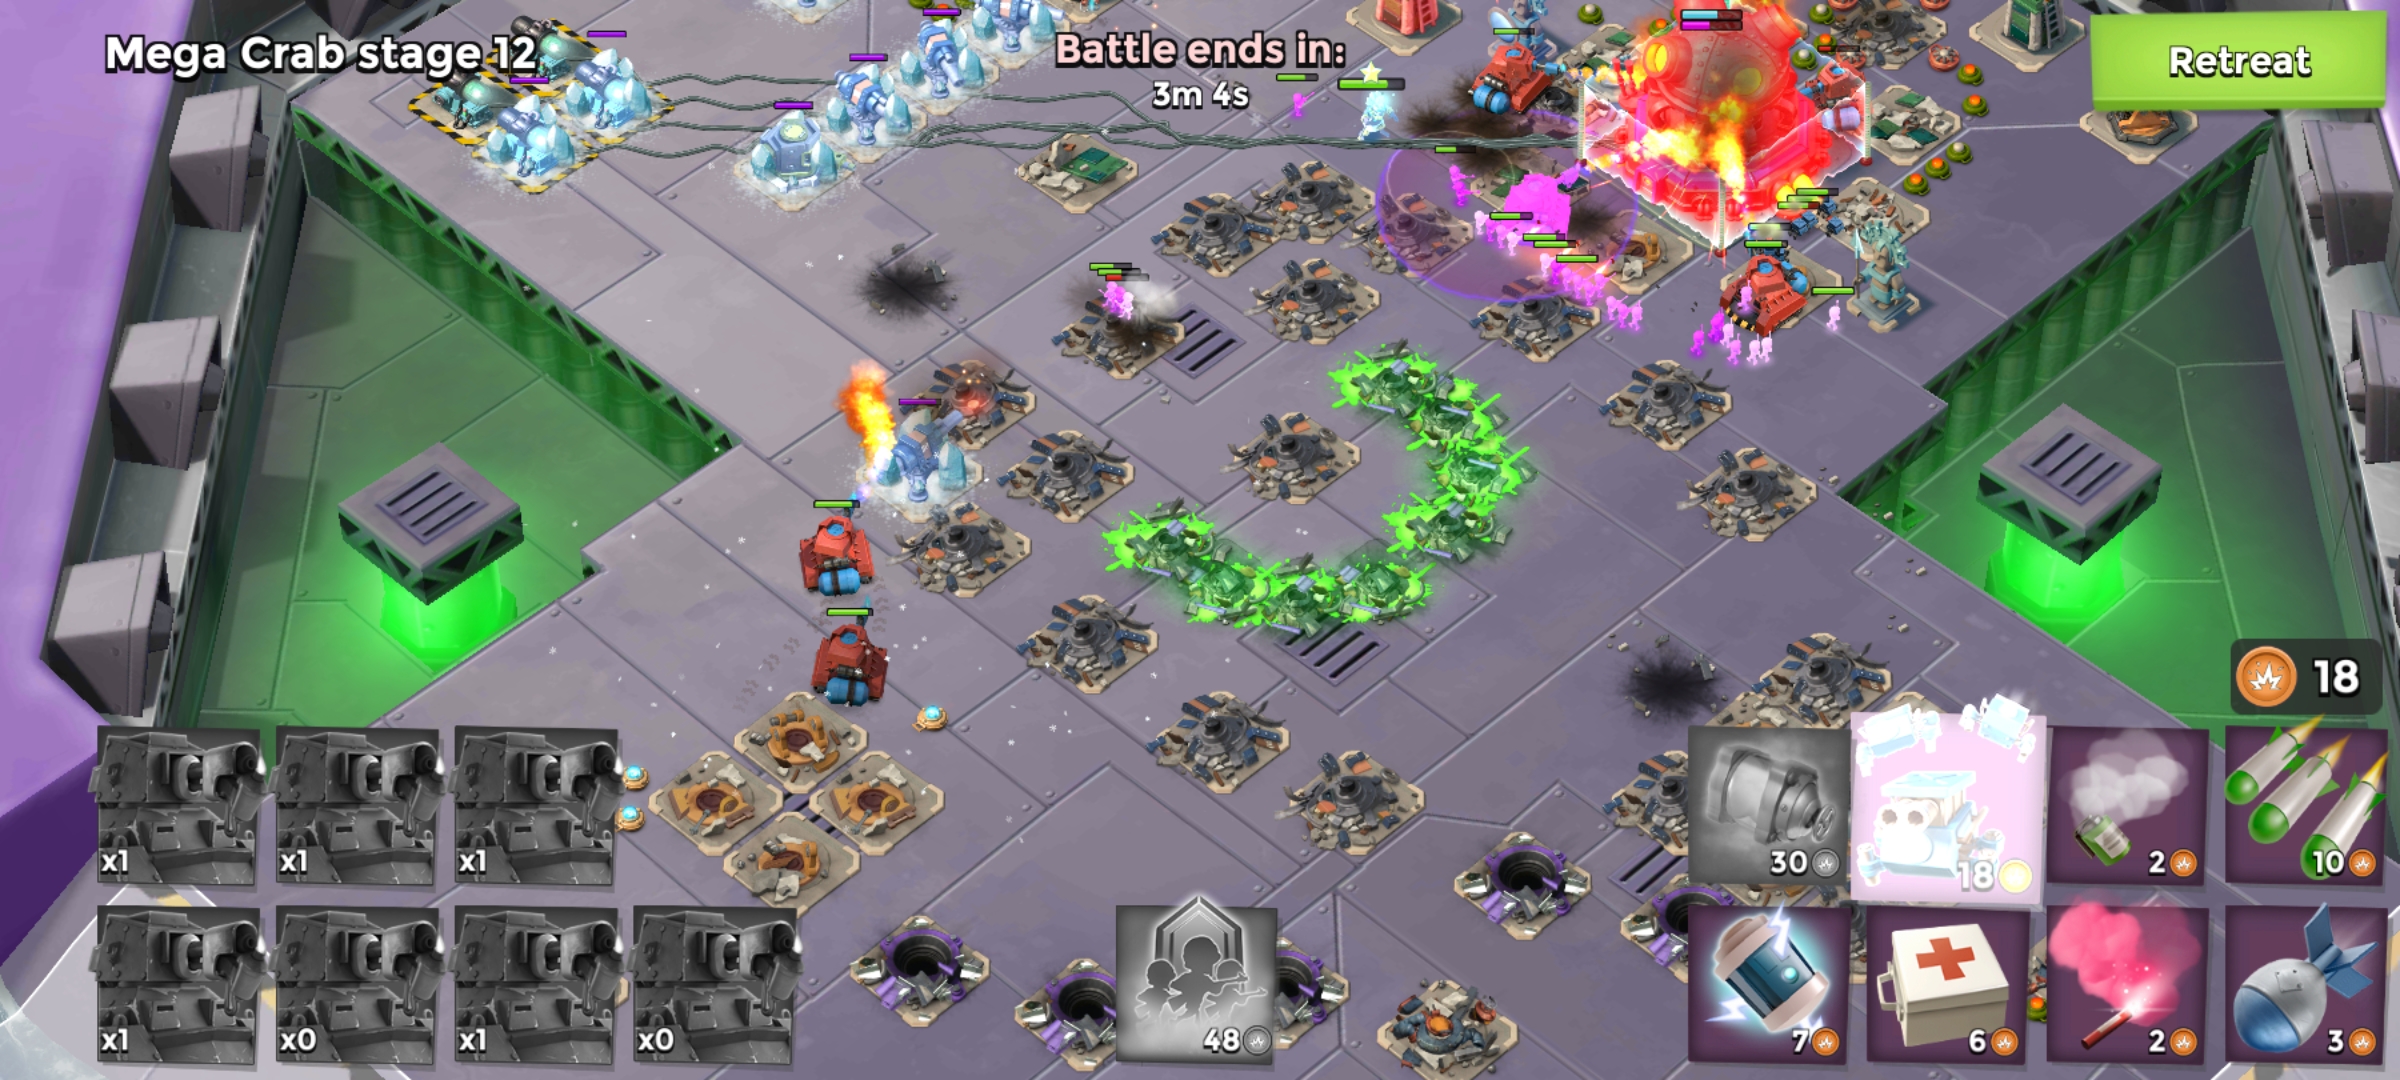 Mega Crab stage 12
Battle ends in:
3m 4s
Retreat
18
30
18
2
10
x1
x1
x1
x1
x0
x1
x0
48
7
6
2
3